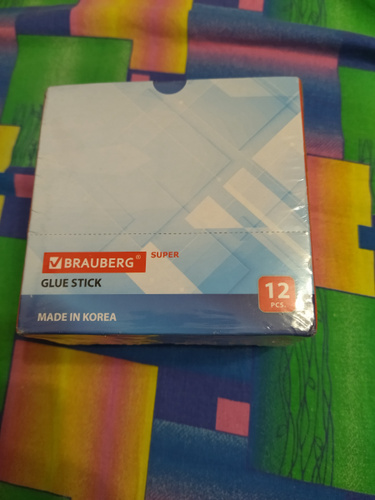 BRAUBERG® SUPER
GLUE STICK
12
PCS.
MADE IN KOREA